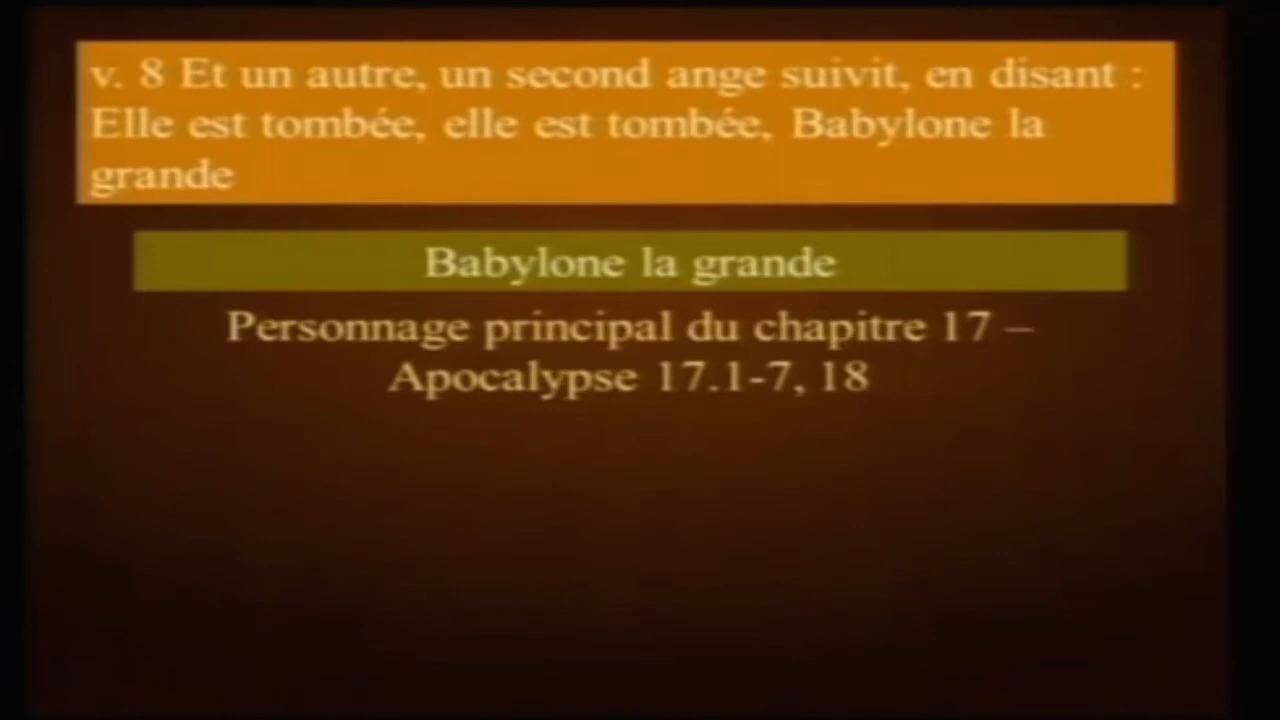 v. 8 Et un autre, un second ange suivit, en disant :
Elle est tombée, elle est tombée, Babylone la
grande
Babylone la grande
Personnage principal du chapitre 17 –
Apocalypse 17.1-7, 18